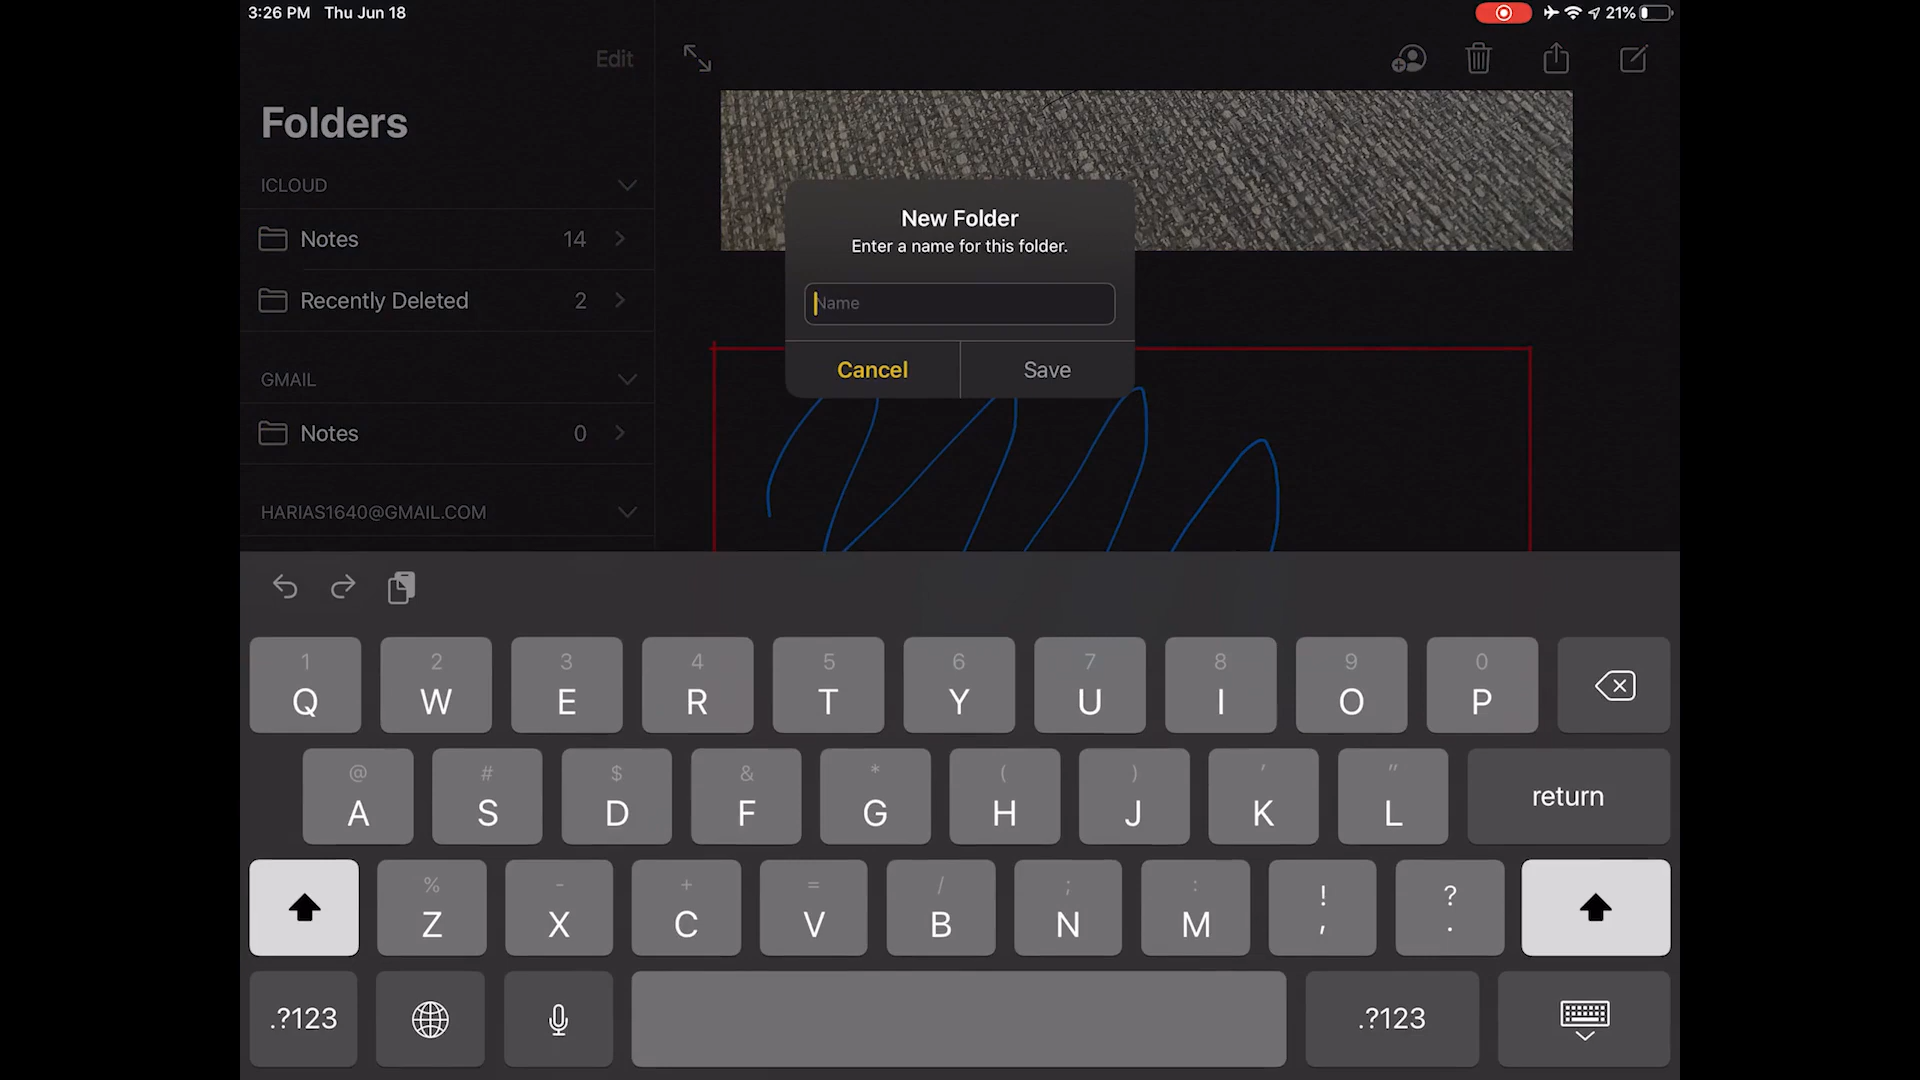 3:26 PM Thu Jun 18 21%
Edit
Folders
ICLOUD
Notes 14
Recently Deleted 2
GMAIL
Notes 0
HARIAS1640@GMAIL.COM
New Folder
Enter a name for this folder.
Name
Cancel Save
1 2 3 4 5 6 7 8 9 0
Q W E R T Y U I O P
@ # $ & * ( ) ' "
A S D F G H J K L return
% - + = / ; : ! ?
Z X C V B N M , .
.?123 .?123